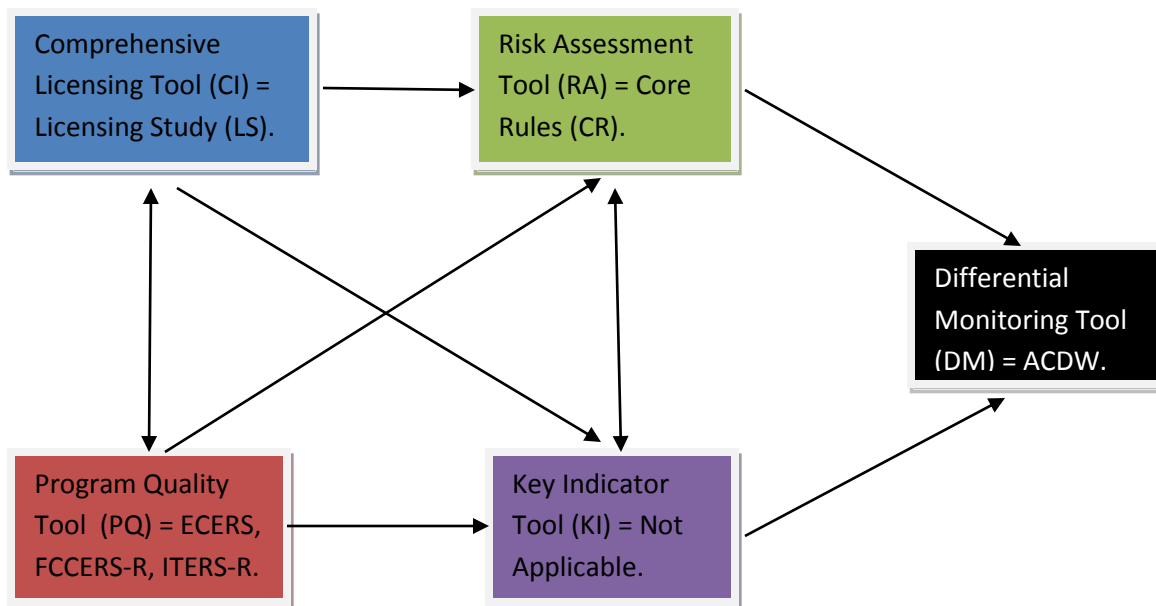 Comprehensive
Licensing Tool (CI) =
Licensing Study (LS).
Risk Assessment
Tool (RA) = Core
Rules (CR).
Differential
Monitoring Tool
(DM) = ACDW.
Program Quality
Tool  (PQ) = ECERS,
FCCERS-R, ITERS-R.
Key Indicator
Tool (KI) = Not
Applicable.